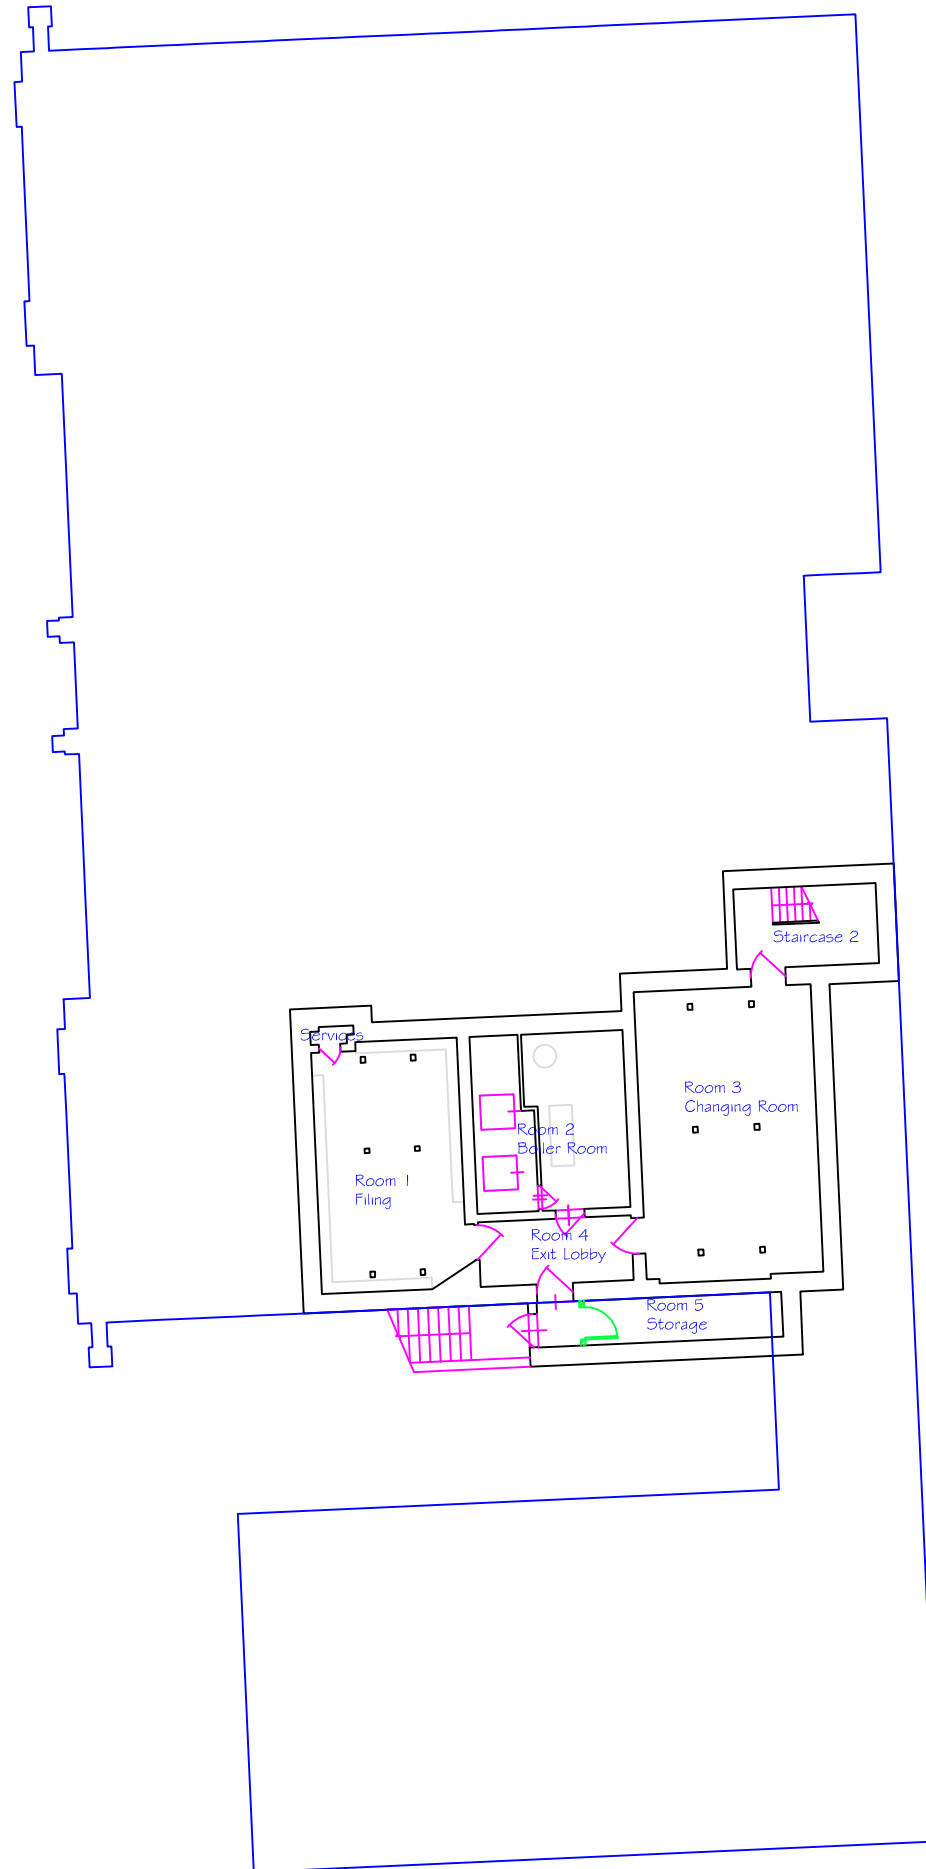 Staircase 2
Services
Room 3
Changing Room
Room 2
Boiler Room
Room 1
Filing
Room 4
Exit Lobby
Room 5
Storage